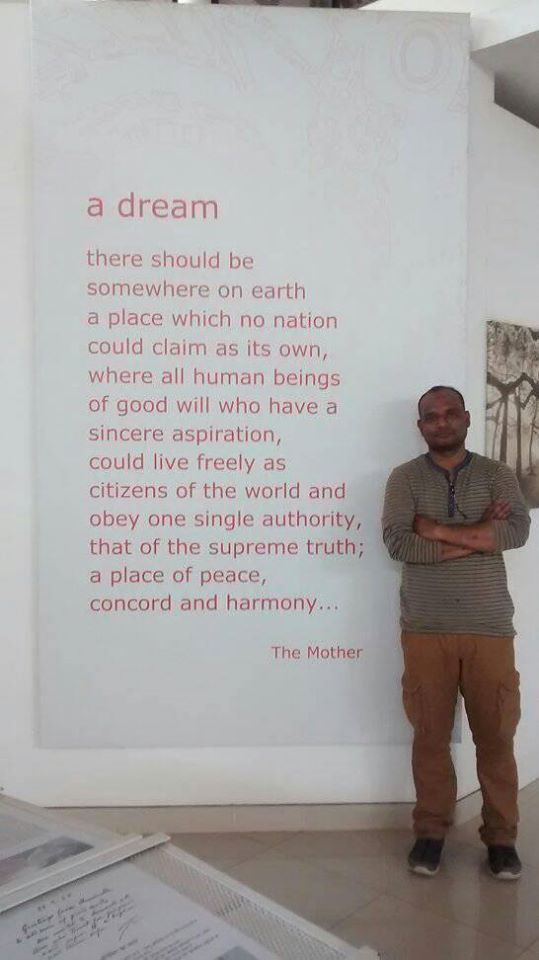 a dream
there should be
somewhere on earth
a place which no nation
could claim as its own,
where all human beings
of good will who have a
sincere aspiration,
could live freely as
citizens of the world and
obey one single authority,
that of the supreme truth;
a place of peace,
concord and harmony...
The Mother
Greetings from